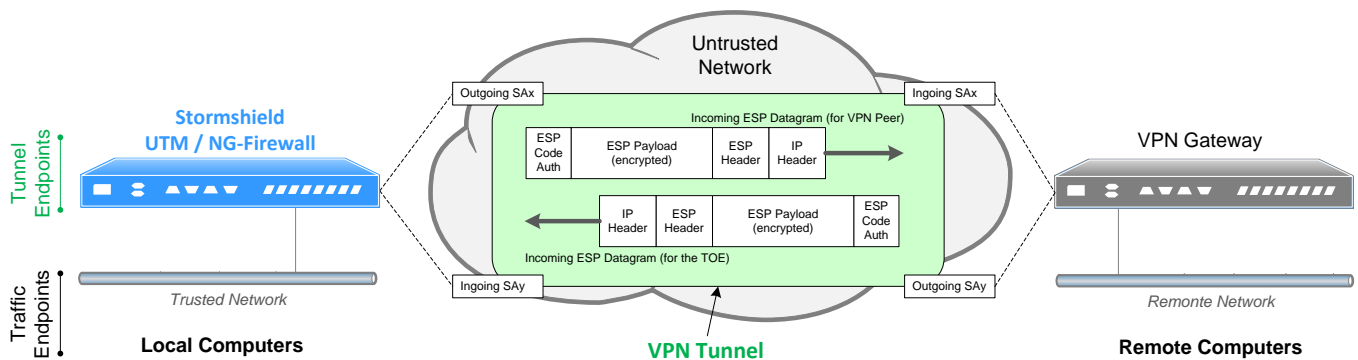 Untrusted
Network
Outgoing SAx
Ingoing SAx
Stormshield
UTM / NG-Firewall
VPN Gateway
Tunnel
Endpoints
Incoming ESP Datagram (for VPN Peer)
ESP
Code
Auth
ESP Payload
(encrypted)
ESP
Header
IP
Header
IP
Header
ESP
Header
ESP Payload
(encrypted)
ESP
Code
Auth
Incoming ESP Datagram (for the TOE)
Ingoing SAy
Outgoing SAy
Traffic
Endpoints
Trusted Network
Remonte Network
Local Computers
VPN Tunnel
Remote Computers